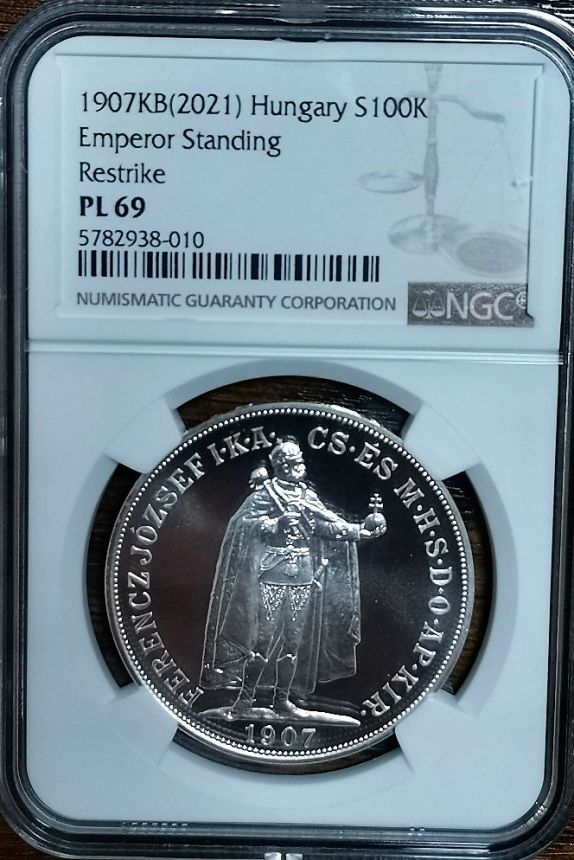 1907KB(2021) Hungary S100K
Emperor Standing
Restrike
PL 69
5782938-010
NUMISMATIC GUARANTY CORPORATION
NGC
FERENCZ JÓZSEF I·K·A· CS·ÉS M·H·S·D·O·AP·KIR·
1907